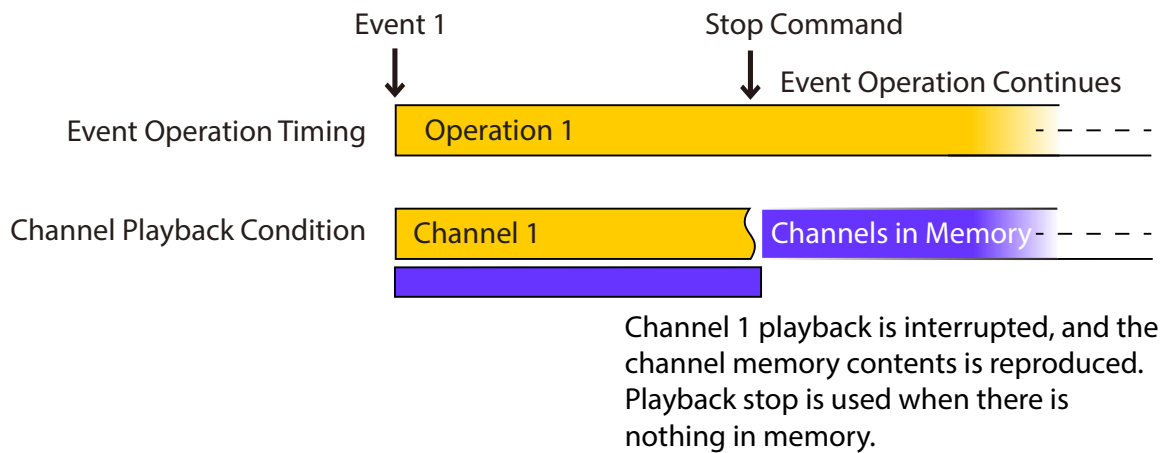 Event 1
Stop Command
Event Operation Continues
Event Operation Timing
Operation 1
Channel Playback Condition
Channel 1
Channels in Memory
Channel 1 playback is interrupted, and the
channel memory contents is reproduced.
Playback stop is used when there is
nothing in memory.